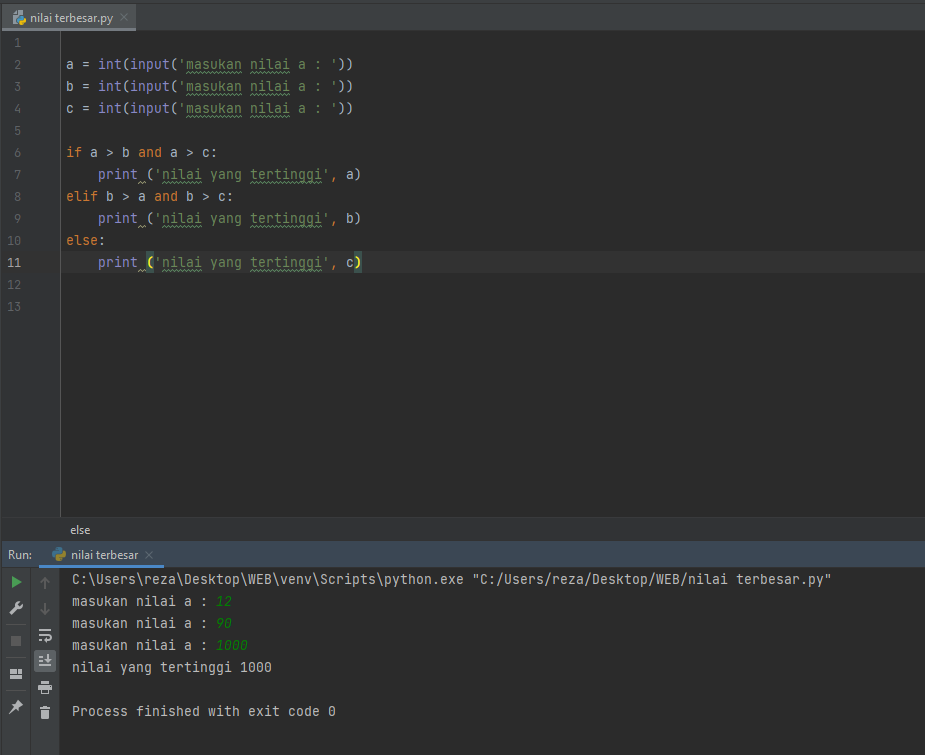 nilai terbesar.py
1
2 a = int(input('masukan nilai a : '))
3 b = int(input('masukan nilai a : '))
4 c = int(input('masukan nilai a : '))
5
6 if a > b and a > c:
7 print ('nilai yang tertinggi', a)
8 elif b > a and b > c:
9 print ('nilai yang tertinggi', b)
10 else:
11 print ('nilai yang tertinggi', c)
12
13
else
Run: nilai terbesar
C:\Users\reza\Desktop\WEB\venv\Scripts\python.exe "C:/Users/reza/Desktop/WEB/nilai terbesar.py"
masukan nilai a : 12
masukan nilai a : 90
masukan nilai a : 1000
nilai yang tertinggi 1000
Process finished with exit code 0